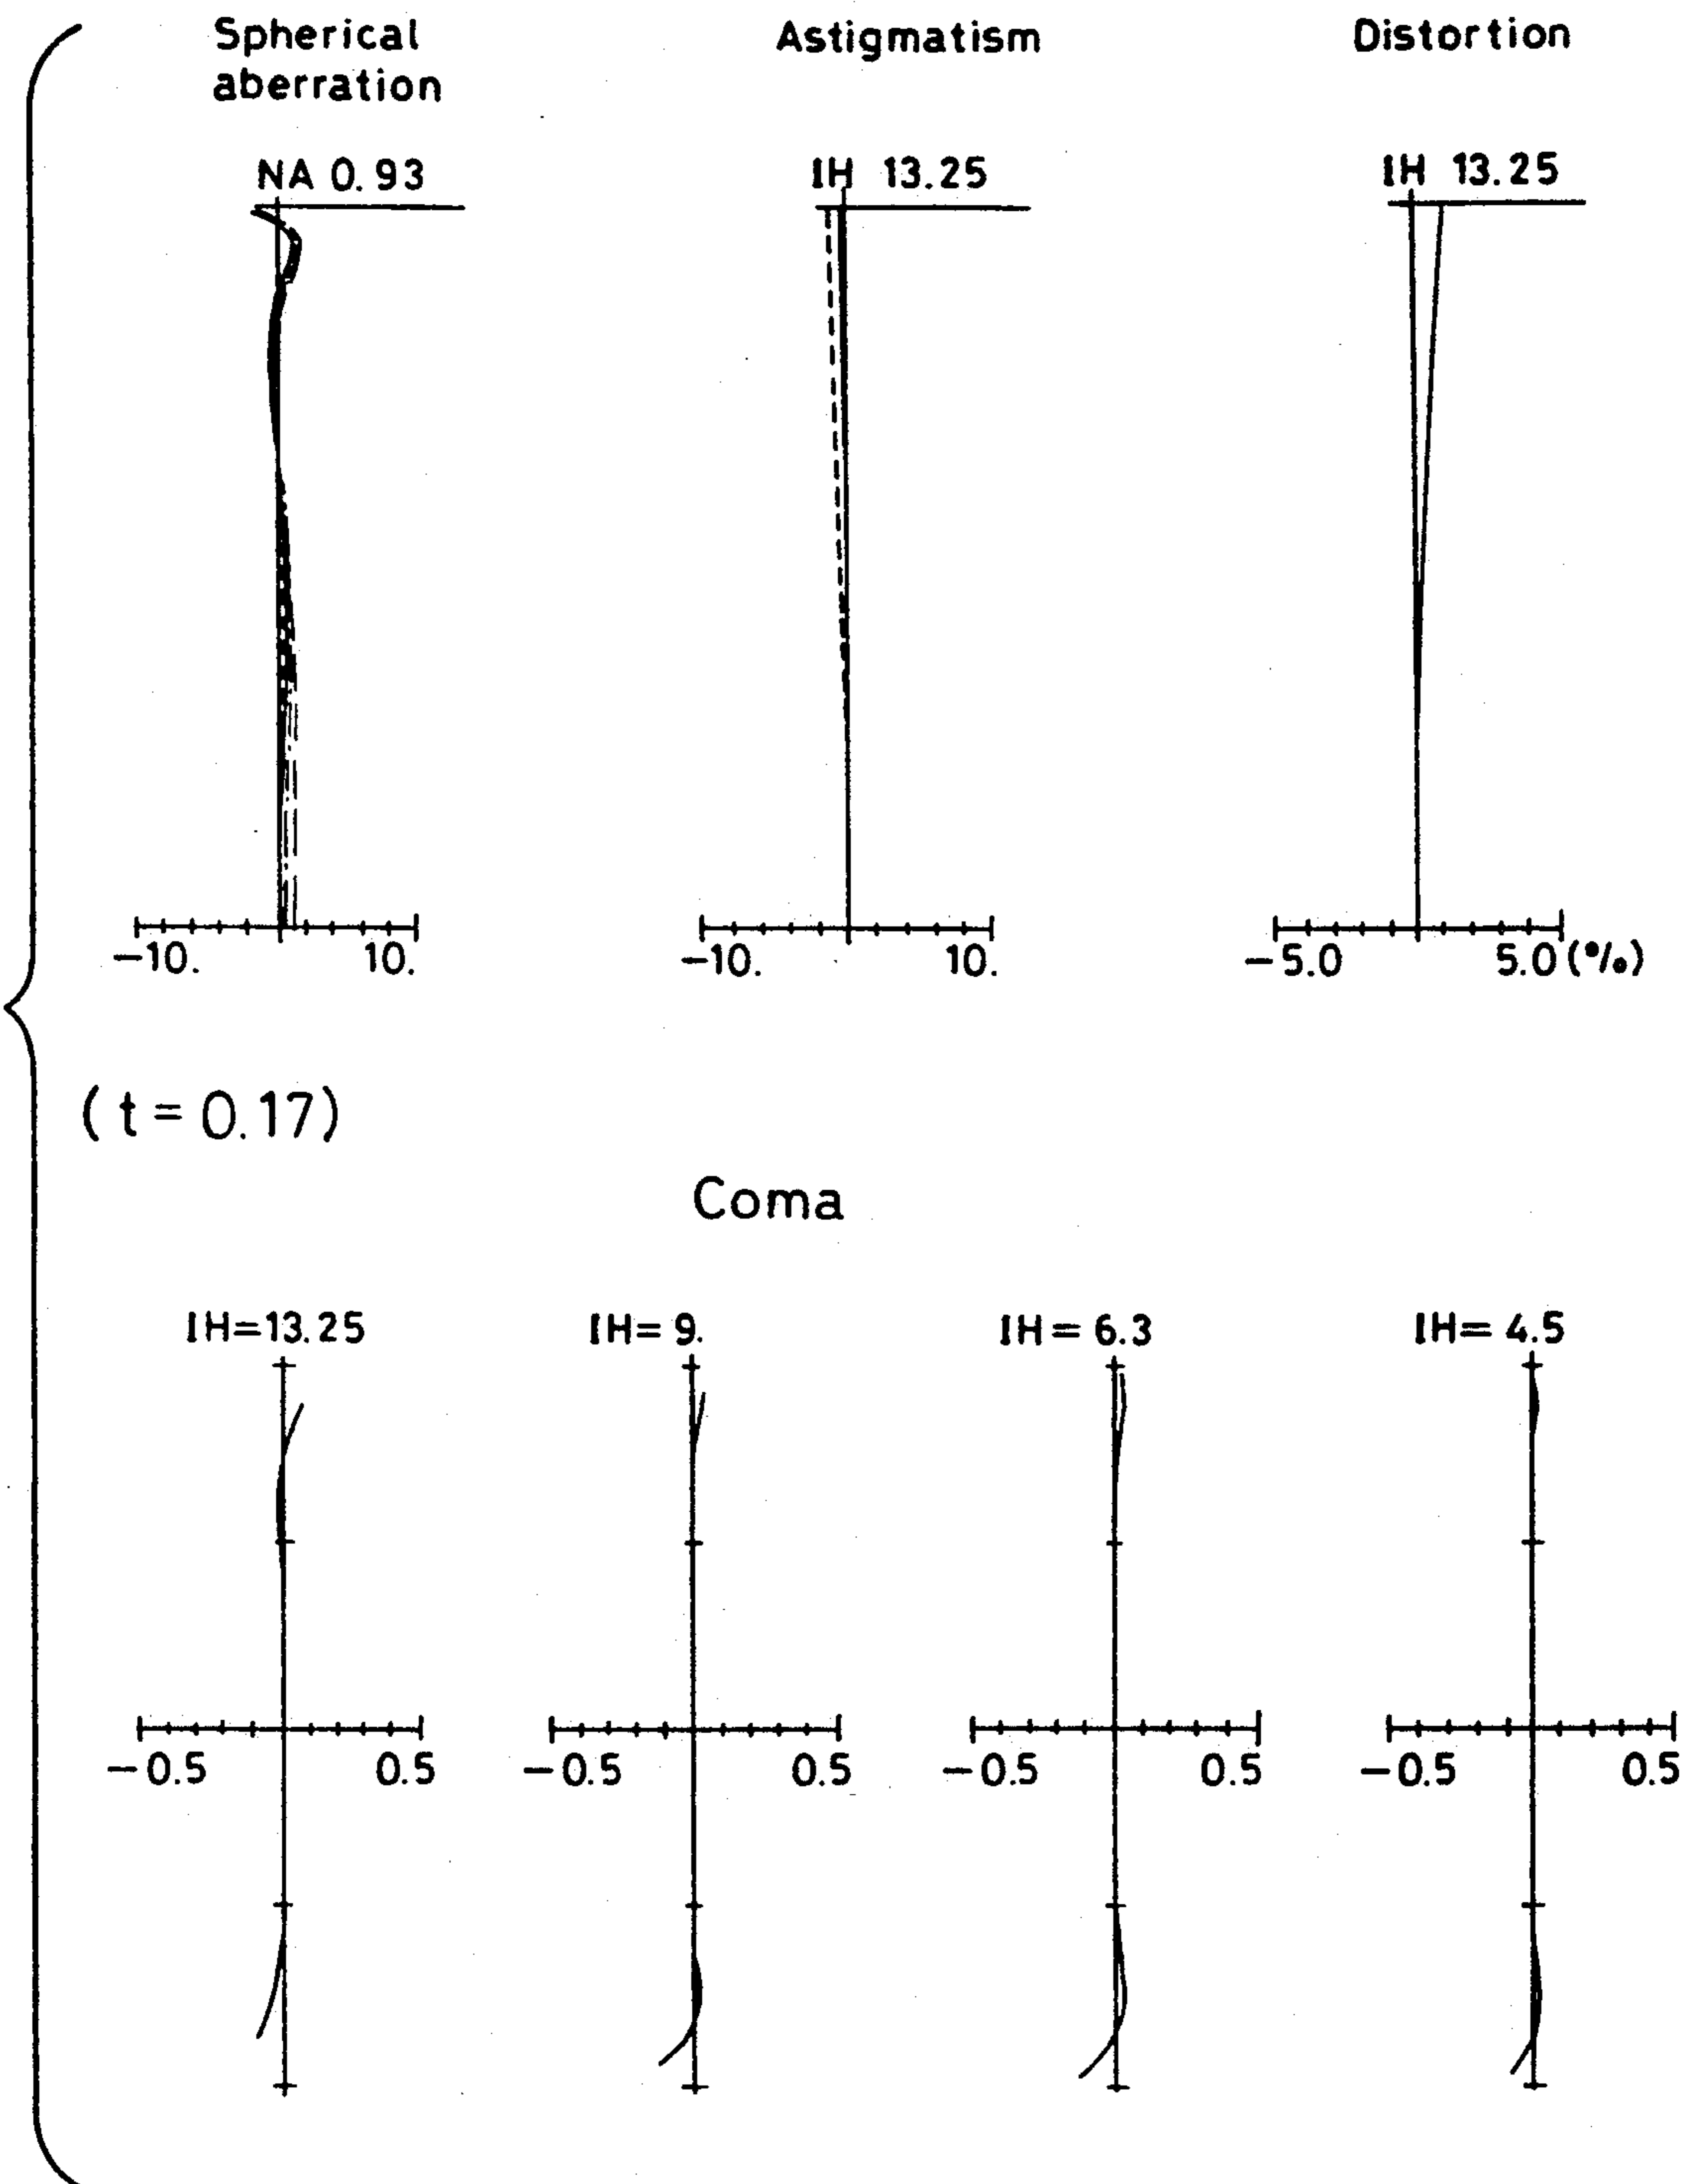 Spherical
aberration
Astigmatism
Distortion
NA 0.93
IH 13.25
IH 13.25
−10. 10.
−10. 10.
−5.0 5.0 (%)
(t = 0.17)
Coma
IH=13.25
IH= 9.
IH= 6.3
IH= 4.5
−0.5 0.5
−0.5 0.5
−0.5 0.5
−0.5 0.5